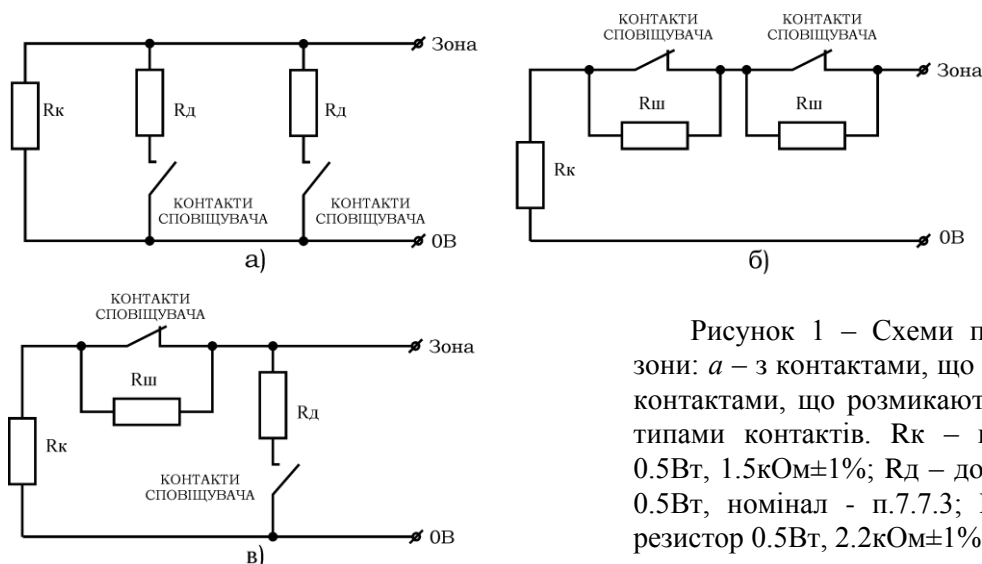 КОНТАКТИ
СПОВІЩУВАЧА
КОНТАКТИ
СПОВІЩУВАЧА
Зона
Зона
Rк
Rд
Rд
Rш
Rш
Rк
КОНТАКТИ
СПОВІЩУВАЧА
КОНТАКТИ
СПОВІЩУВАЧА
0В
0В
а)
б)
КОНТАКТИ
СПОВІЩУВАЧА
Зона
Rш
Rд
Rк
КОНТАКТИ
СПОВІЩУВАЧА
0В
в)
Рисунок 1 – Схеми п
зони: а – з контактами, що
контактами, що розмикают
типами контактів. Rк –
0.5Вт, 1.5кОм±1%; Rд – до
0.5Вт, номінал - п.7.7.3;
резистор 0.5Вт, 2.2кОм±1%